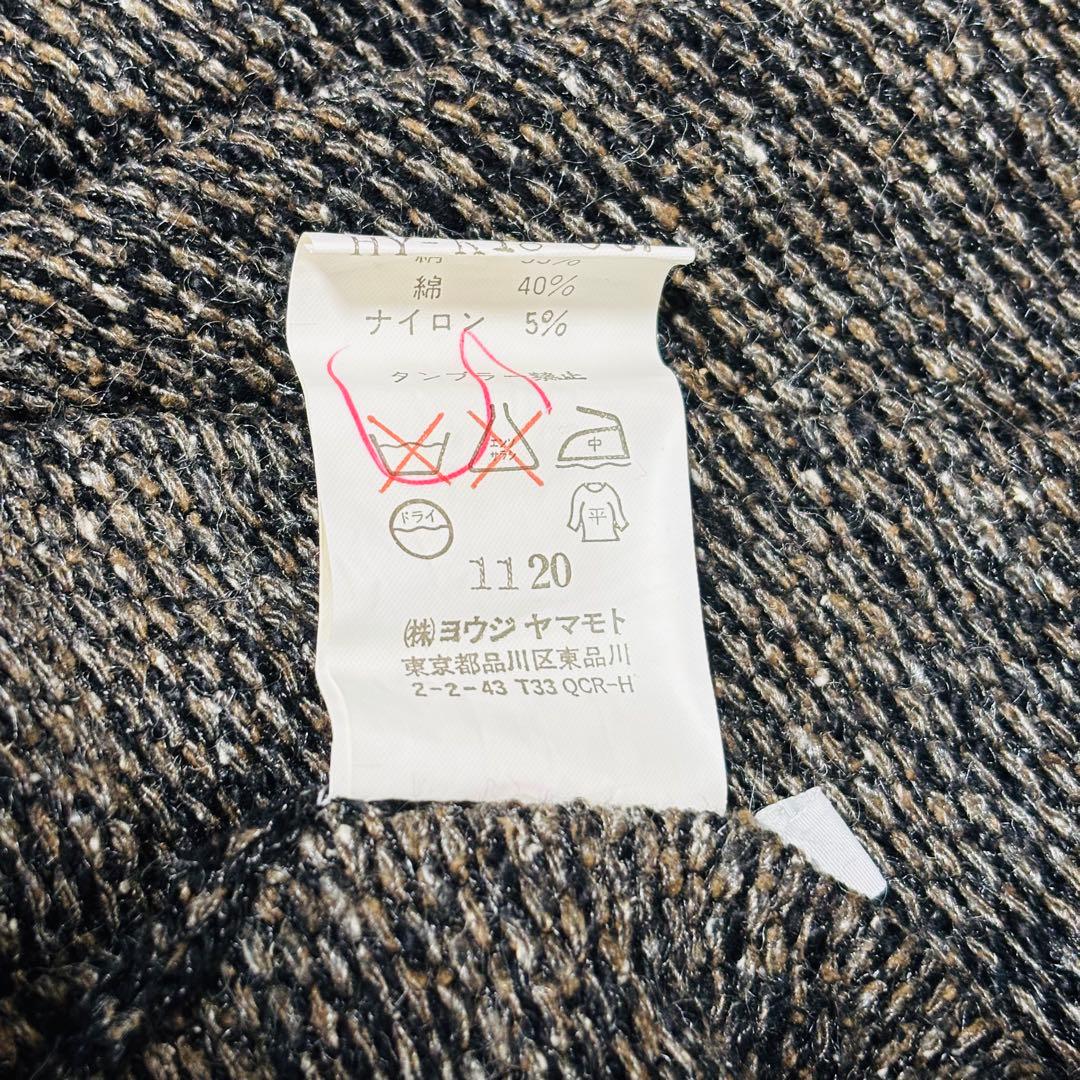 綿 40%
ナイロン 5%
タンブラー禁止
エンソ
サラシ
中
ドライ
平
11 20
(株)ヨウジ ヤマモト
東京都品川区東品川
2-2-43 T33 QCR-H